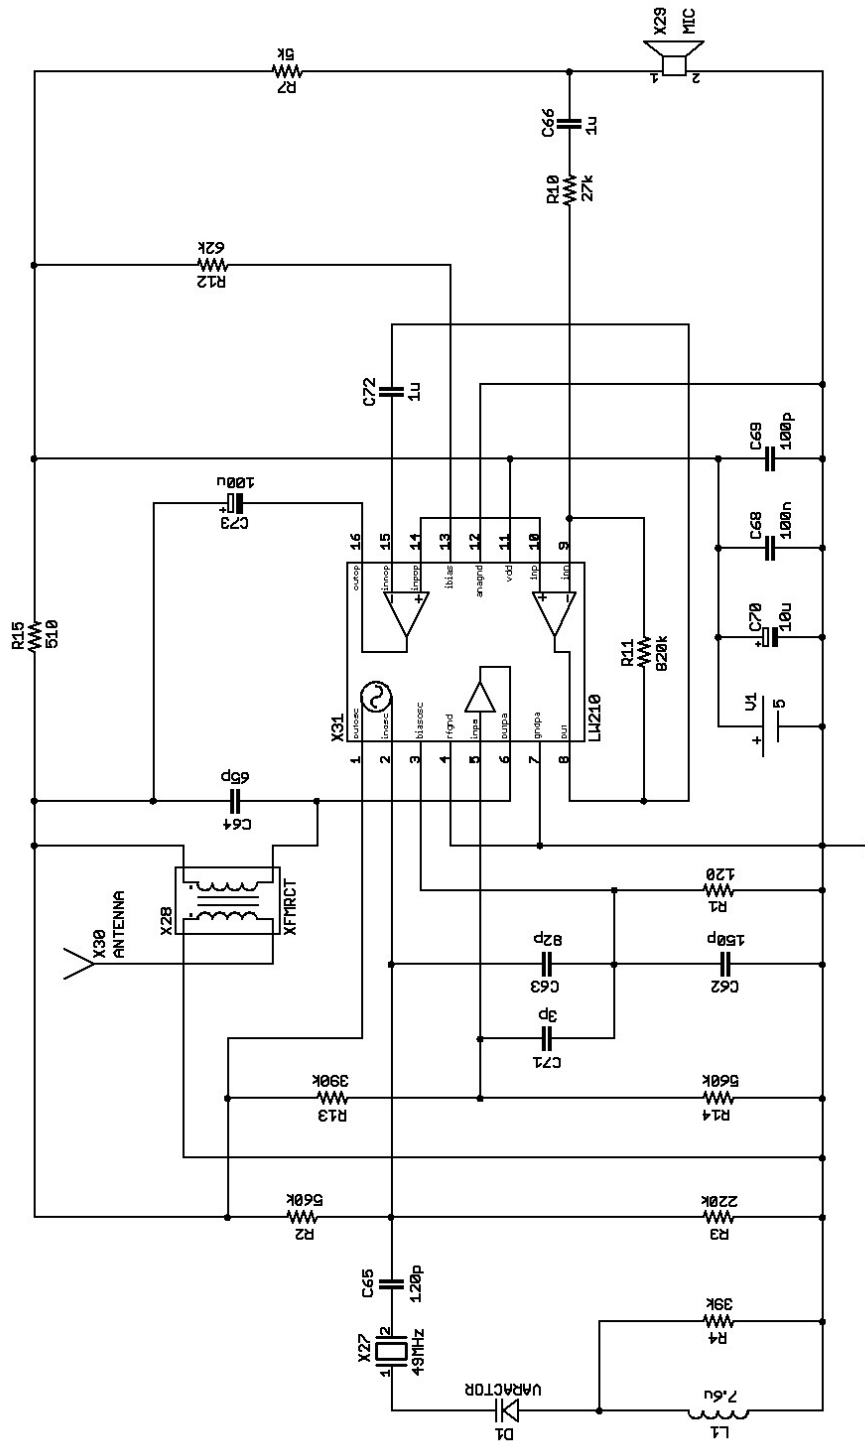 X29
MIC
1
2
5k
R7
C66
1u
R10
27k
62k
R12
C72
1u
C69
100p
C73
100u
+
C68
100n
R15
510
16
15
14
13
12
11
10
9
outop
innop
inpop
ibias
anagnd
vdd
inp
inn
-
+
+
-
C70
10u
+
R11
820k
X31
LW210
V1
5
+
outosc
inosc
biasosc
rfgnd
inpa
outpa
gndpa
out
1
2
3
4
5
6
7
8
65p
C64
X28
XFMRCT
120
R1
X30
ANTENNA
82p
C63
150p
C62
3p
C71
390k
R13
560k
R14
560k
R2
220k
R3
C65
120p
39k
R4
X27
49MHz
1
2
VARACTOR
D1
7.6u
L1